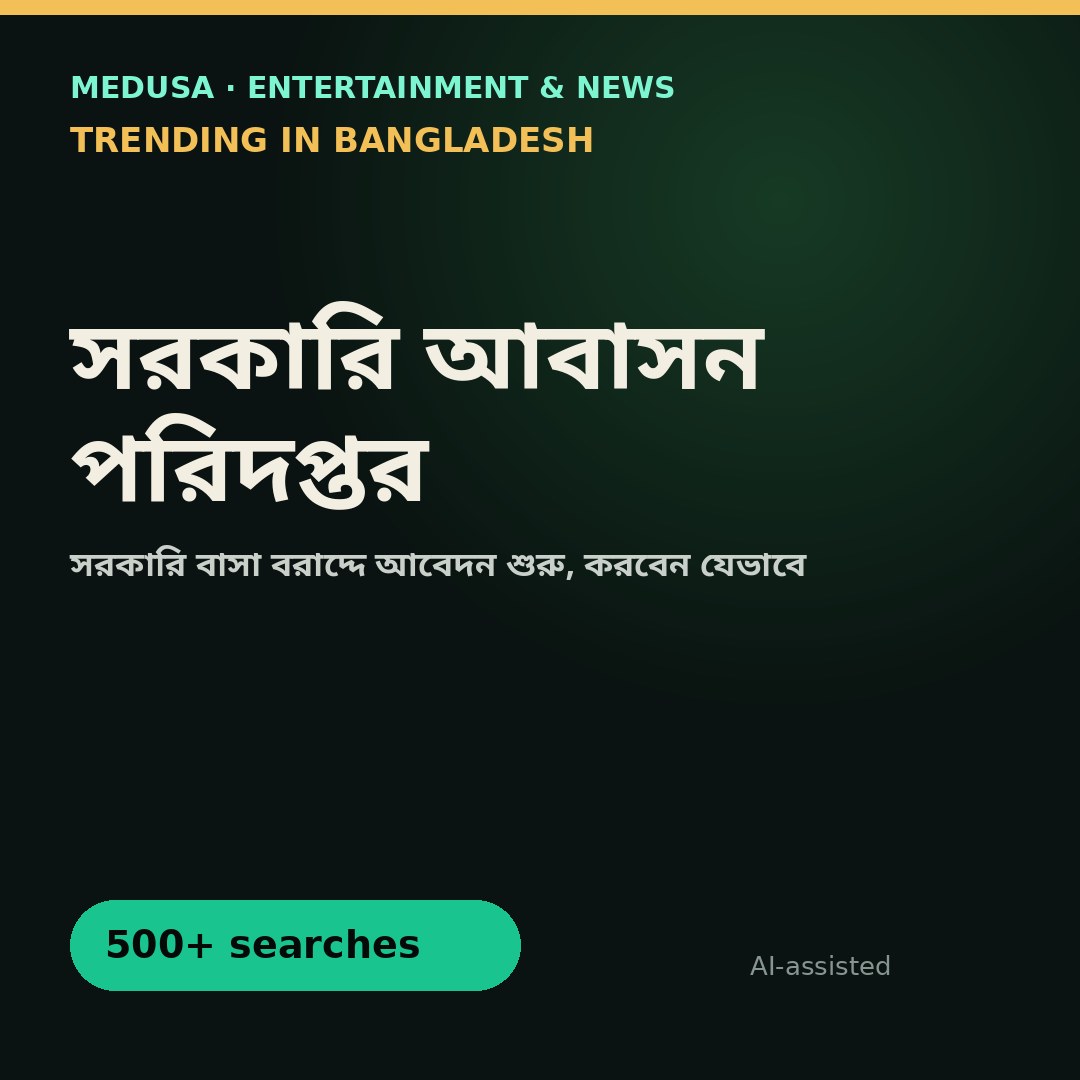 MEDUSA · ENTERTAINMENT & NEWS
TRENDING IN BANGLADESH
সরকারি আবাসন
পরিদপ্তর
সরকারি বাসা বরাদ্দে আবেদন শুরু, করবেন যেভাবে
500+ searches
AI-assisted